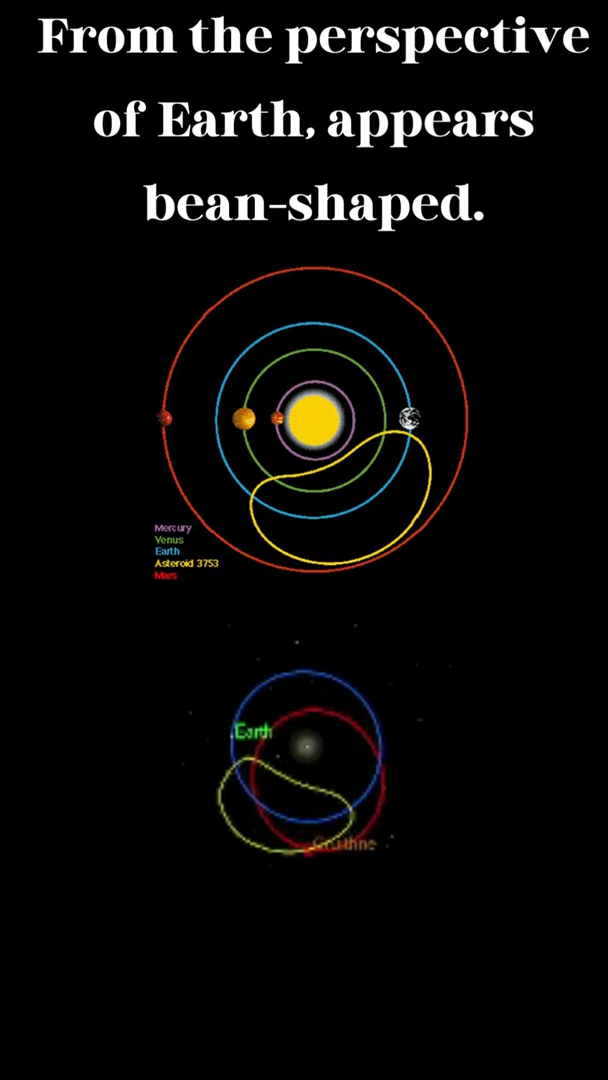 From the perspective
of Earth, appears
bean-shaped.
Mercury
Venus
Earth
Asteroid 3753
Mars
Earth